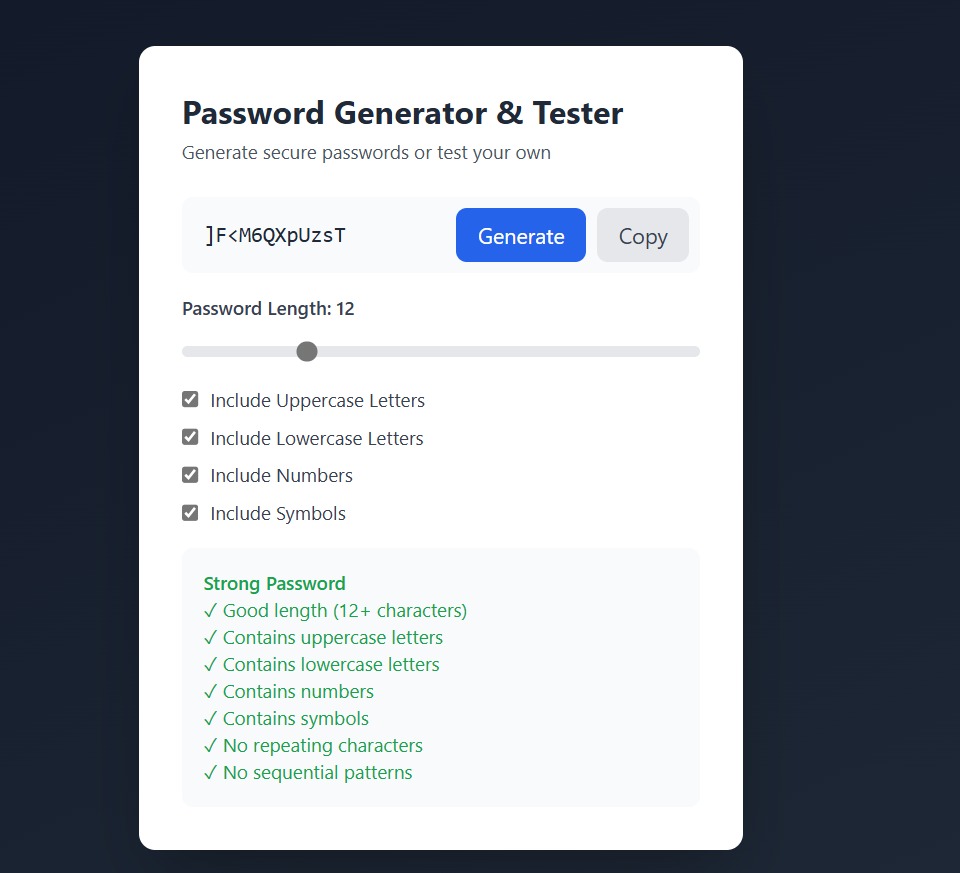 Password Generator & Tester
Generate secure passwords or test your own
]F<M6QXpUzsT
Generate
Copy
Password Length: 12
Include Uppercase Letters
Include Lowercase Letters
Include Numbers
Include Symbols
Strong Password
✓ Good length (12+ characters)
✓ Contains uppercase letters
✓ Contains lowercase letters
✓ Contains numbers
✓ Contains symbols
✓ No repeating characters
✓ No sequential patterns